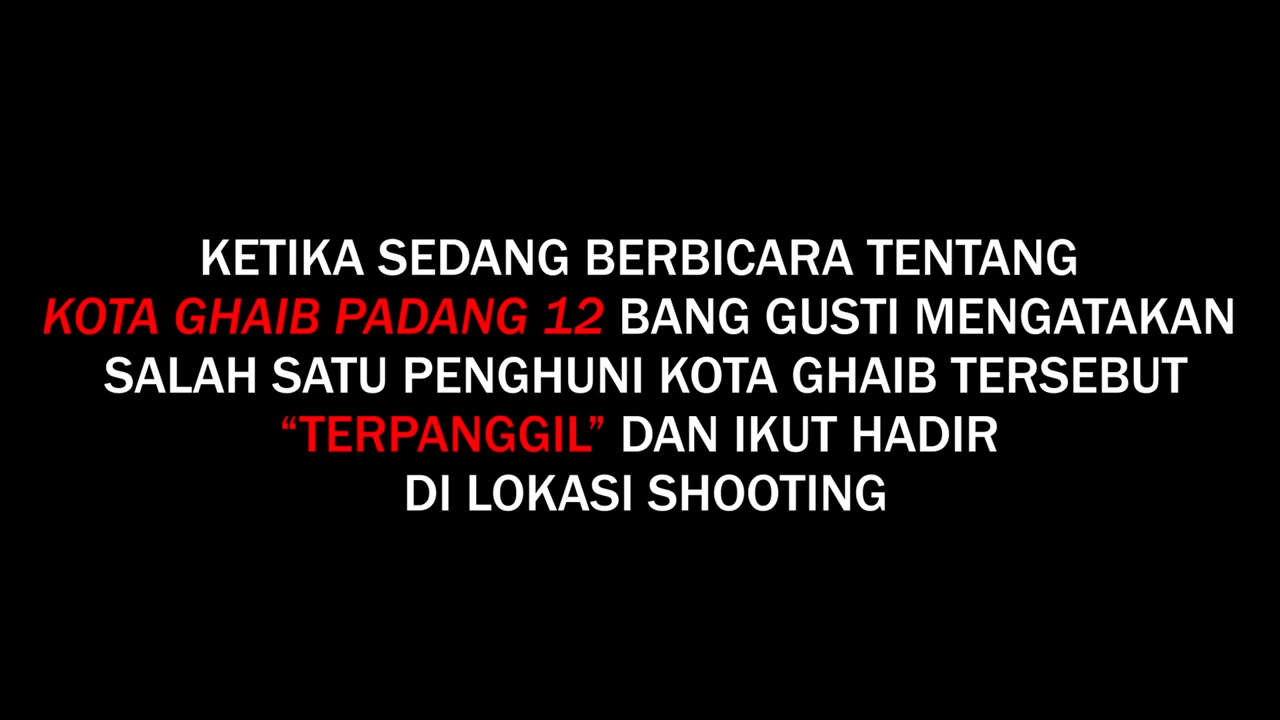 KETIKA SEDANG BERBICARA TENTANG
KOTA GHAIB PADANG 12 BANG GUSTI MENGATAKAN
SALAH SATU PENGHUNI KOTA GHAIB TERSEBUT
“TERPANGGIL” DAN IKUT HADIR
DI LOKASI SHOOTING